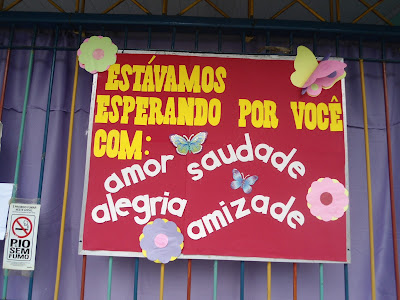 ESTÁVAMOS
ESPERANDO POR VOCÊ
COM:
amor saudade
alegria amizade
PIO
SEM
FUMO